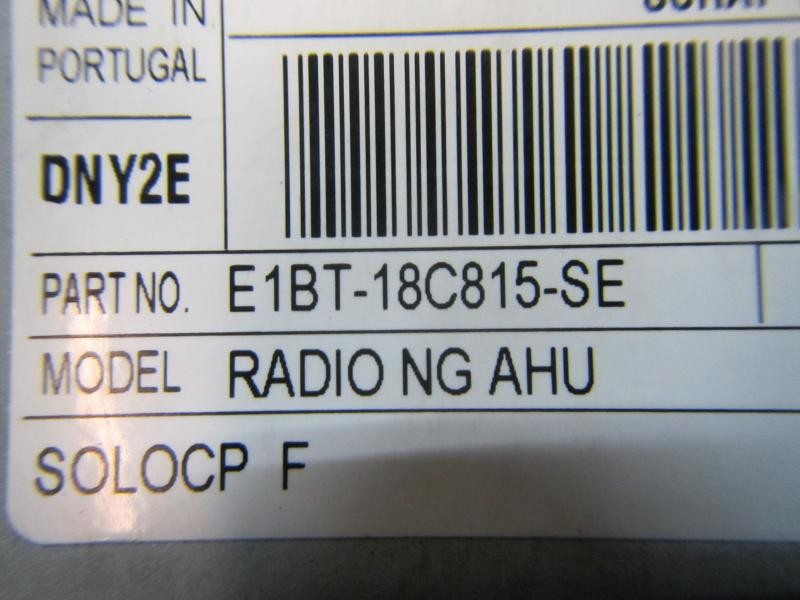 MADE IN
PORTUGAL
DNY2E
PART NO. E1BT-18C815-SE
MODEL RADIO NG AHU
SOLOCP F